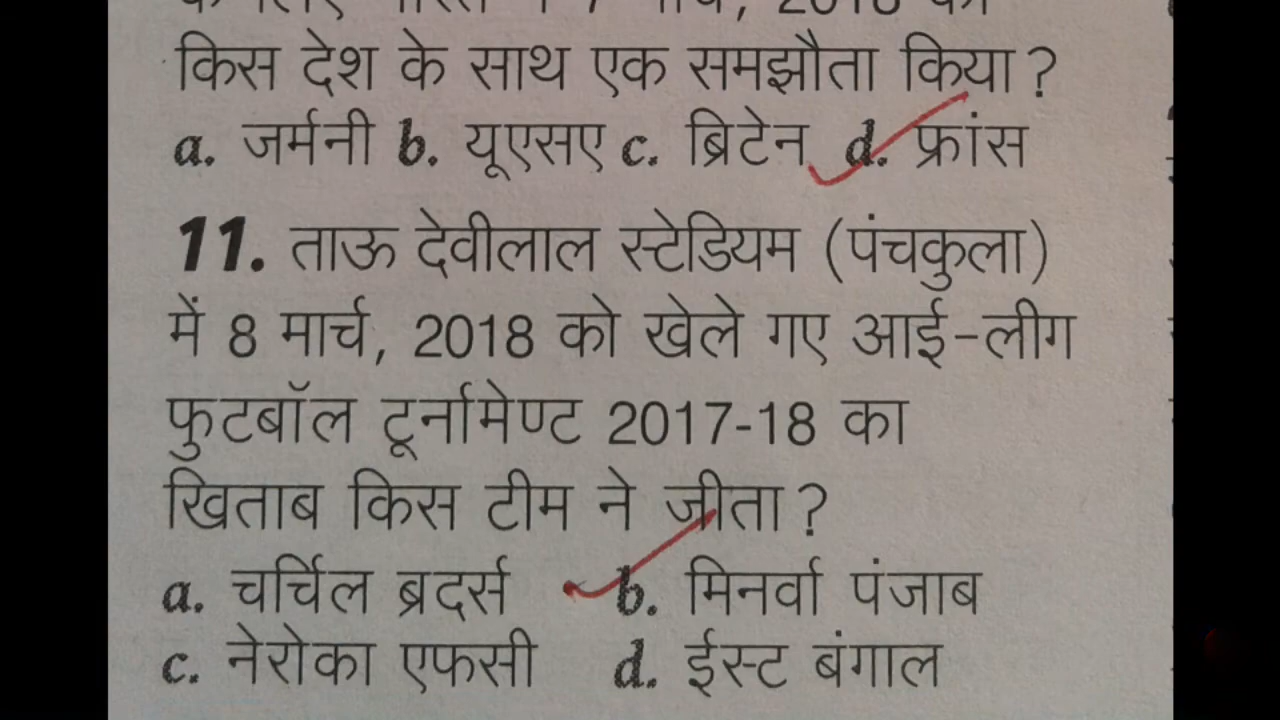 किस देश के साथ एक समझौता किया?
a. जर्मनी b. यूएसए c. ब्रिटेन d. फ्रांस
11. ताऊ देवीलाल स्टेडियम (पंचकुला)
में 8 मार्च, 2018 को खेले गए आई-लीग
फुटबॉल टूर्नामेण्ट 2017-18 का
खिताब किस टीम ने जीता?
a. चर्चिल ब्रदर्स b. मिनर्वा पंजाब
c. नेरोका एफसी d. ईस्ट बंगाल